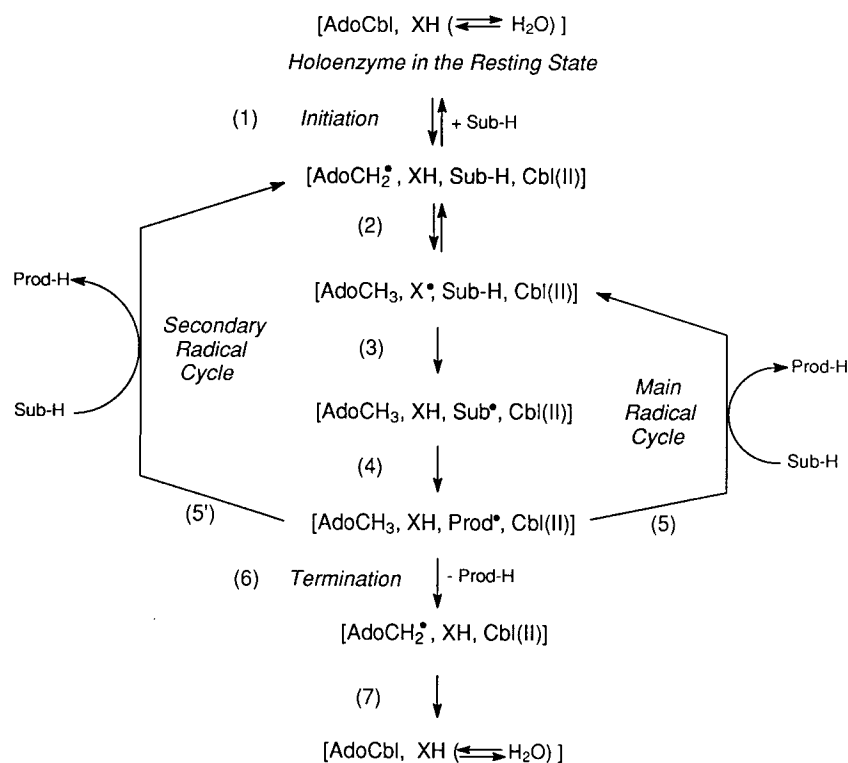 [AdoCbl, XH (⇌ H₂O) ]
Holoenzyme in the Resting State
(1) Initiation + Sub-H
[AdoCH₂•, XH, Sub-H, Cbl(II)]
(2)
Prod-H
[AdoCH₃, X•, Sub-H, Cbl(II)]
Secondary
Radical
Cycle
(3)
Prod-H
Main
Radical
Cycle
Sub-H
[AdoCH₃, XH, Sub•, Cbl(II)]
(4)
Sub-H
(5')
[AdoCH₃, XH, Prod•, Cbl(II)]
(5)
(6) Termination - Prod-H
[AdoCH₂•, XH, Cbl(II)]
(7)
[AdoCbl, XH (⇌ H₂O) ]